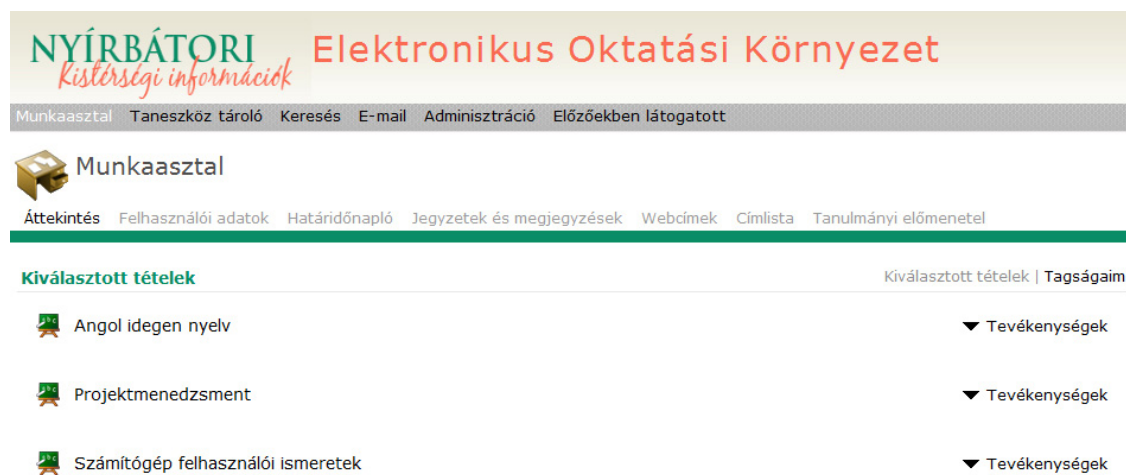 NYÍRBÁTORI
Kistérségi információk
Elektronikus Oktatási Környezet
Munkaasztal Taneszköz tároló Keresés E-mail Adminisztráció Előzőekben látogatott
Munkaasztal
Áttekintés Felhasználói adatok Határidőnapló Jegyzetek és megjegyzések Webcímek Címlista Tanulmányi előmenetel
Kiválasztott tételek Kiválasztott tételek | Tagságaim
Angol idegen nyelv Tevékenységek
Projektmenedzsment Tevékenységek
Számítógép felhasználói ismeretek Tevékenységek